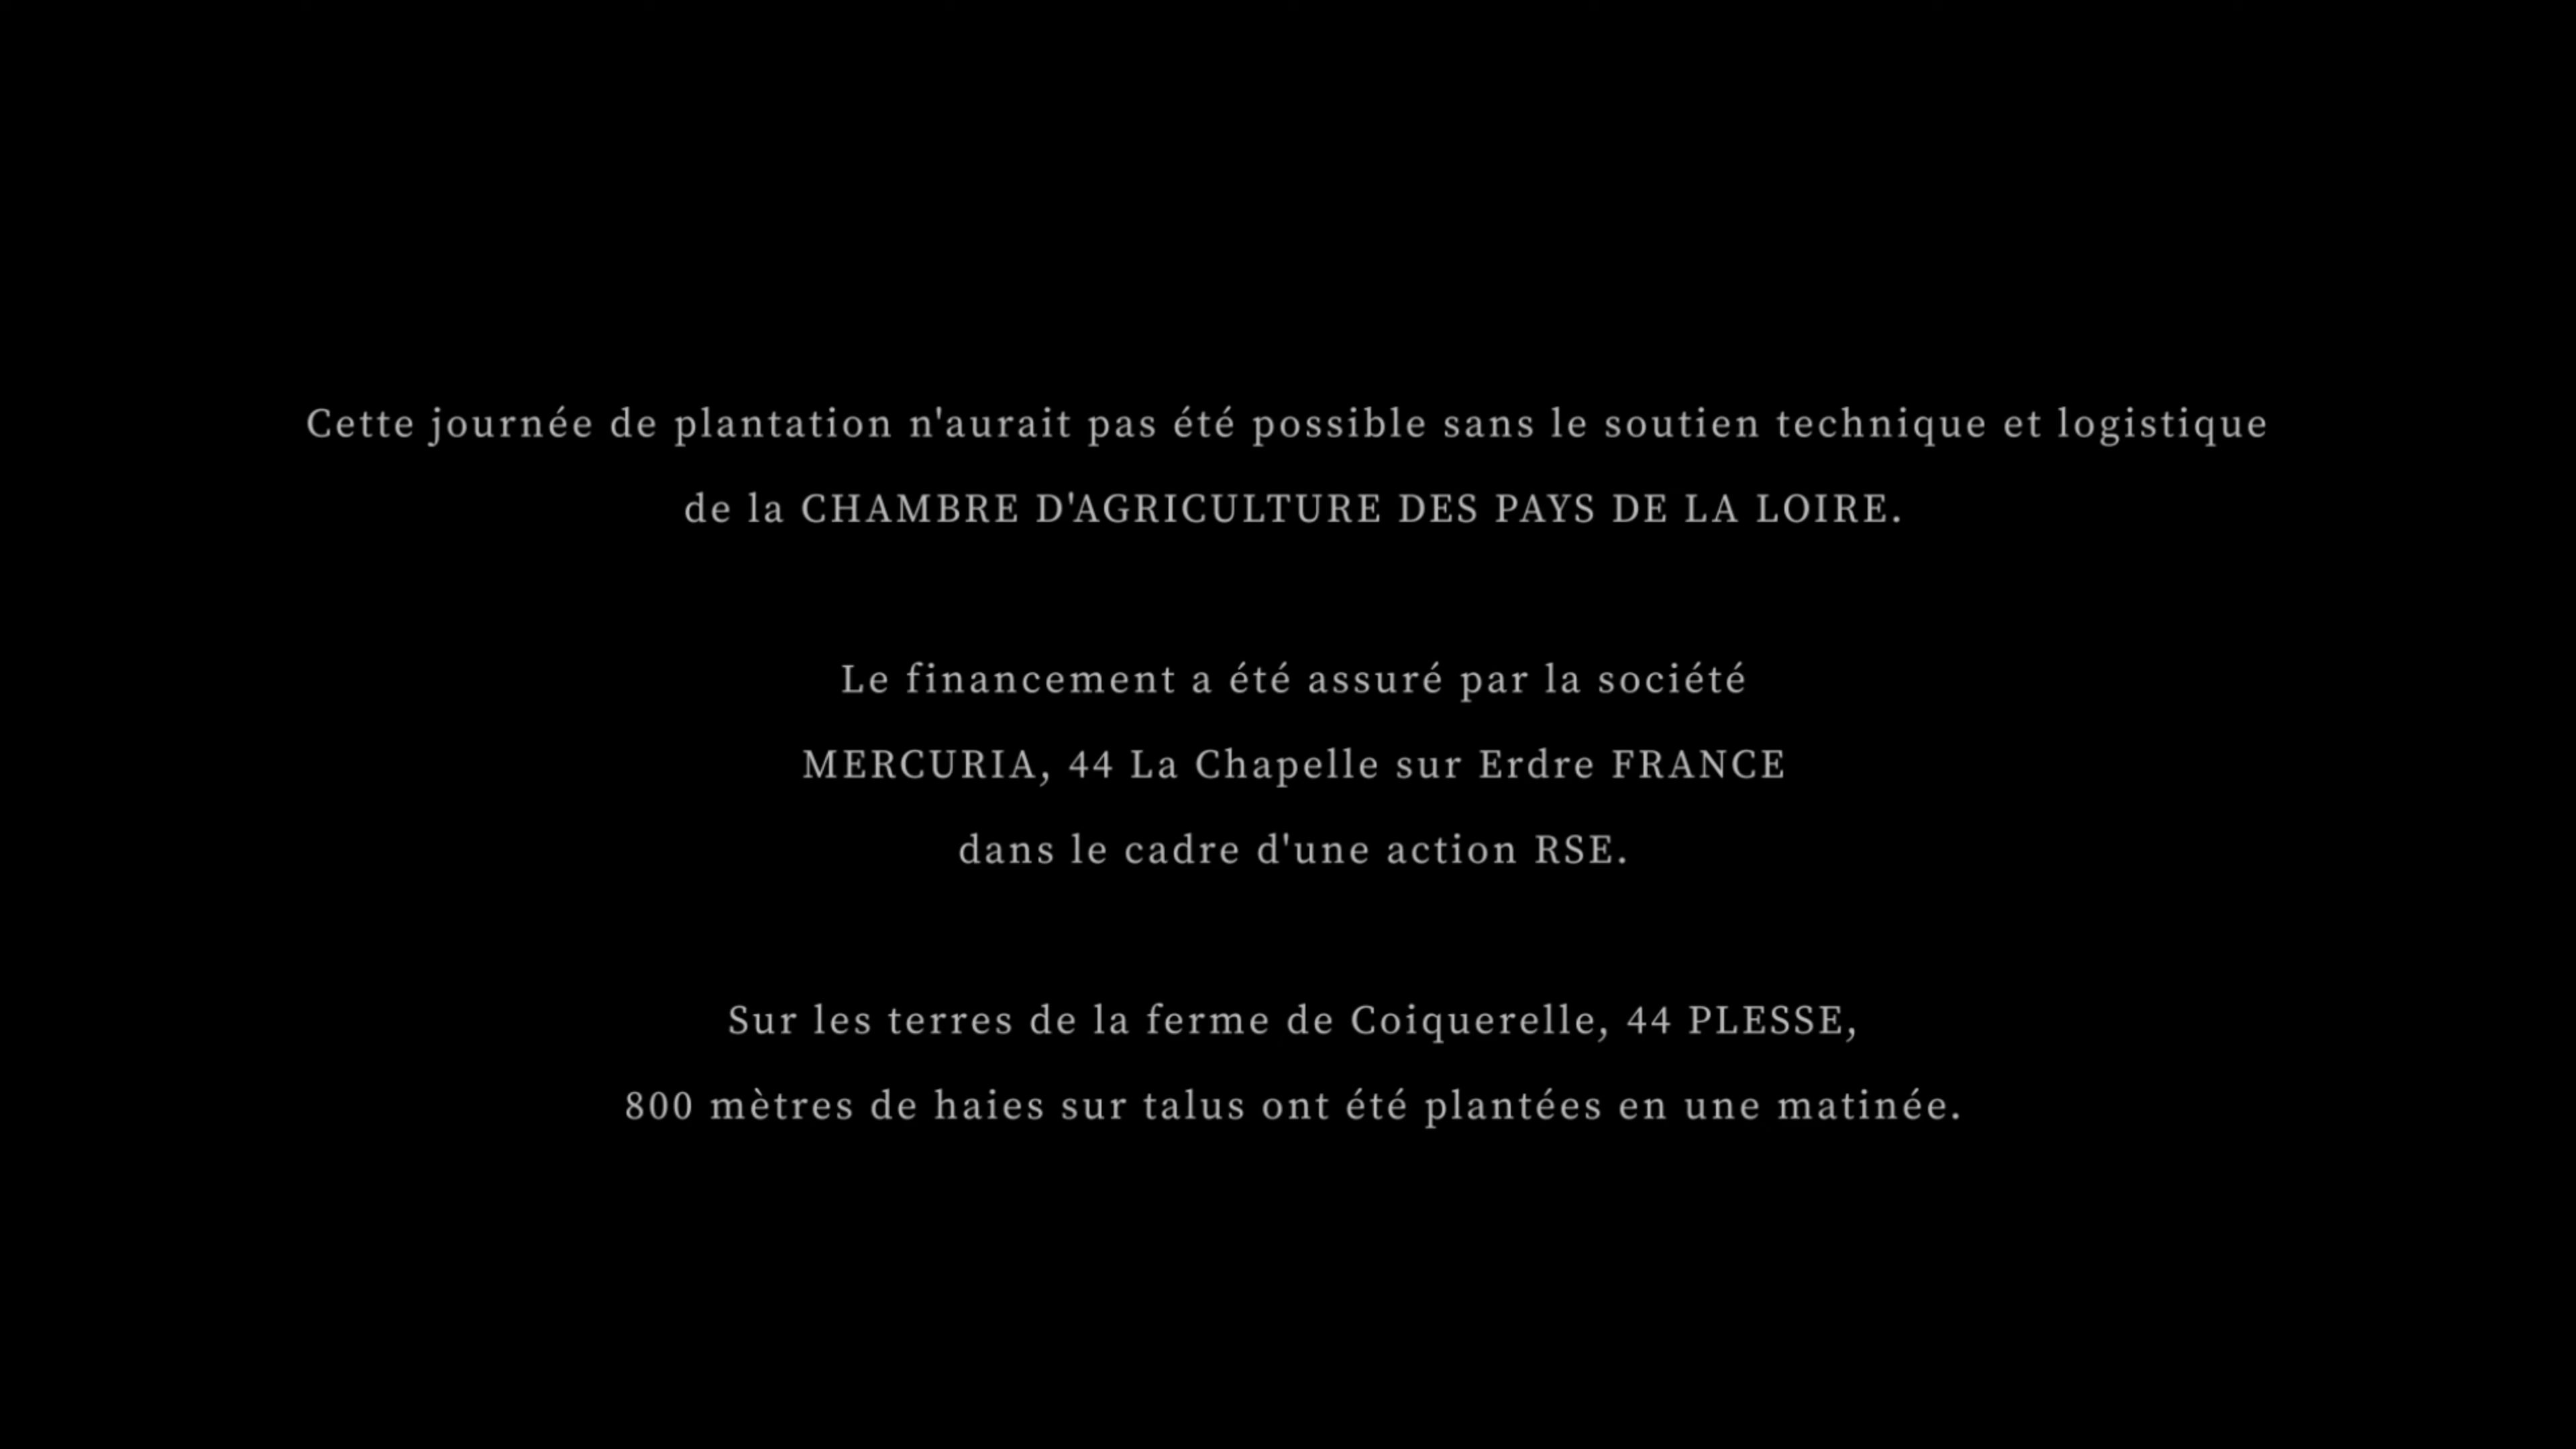 Cette journée de plantation n'aurait pas été possible sans le soutien technique et logistique
de la CHAMBRE D'AGRICULTURE DES PAYS DE LA LOIRE.
Le financement a été assuré par la société
MERCURIA, 44 La Chapelle sur Erdre FRANCE
dans le cadre d'une action RSE.
Sur les terres de la ferme de Coiquerelle, 44 PLESSE,
800 mètres de haies sur talus ont été plantées en une matinée.